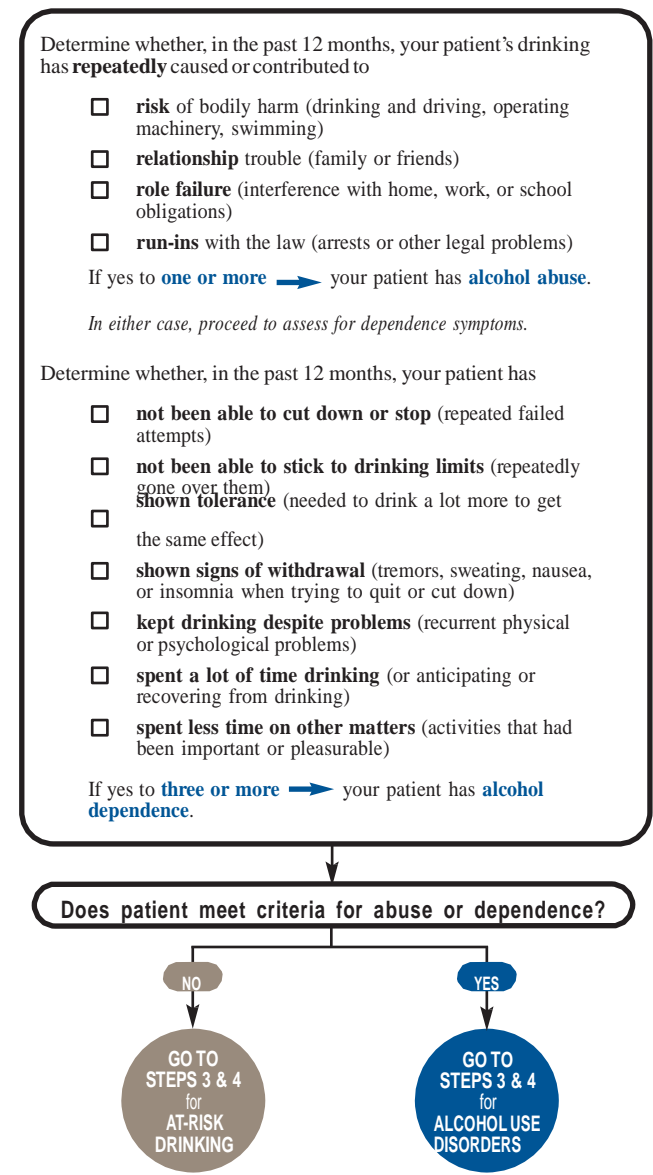 Determine whether, in the past 12 months, your patient's drinking
has repeatedly caused or contributed to
risk of bodily harm (drinking and driving, operating
machinery, swimming)
relationship trouble (family or friends)
role failure (interference with home, work, or school
obligations)
run-ins with the law (arrests or other legal problems)
If yes to one or more your patient has alcohol abuse.
In either case, proceed to assess for dependence symptoms.
Determine whether, in the past 12 months, your patient has
not been able to cut down or stop (repeated failed
attempts)
not been able to stick to drinking limits (repeatedly
gone over them)
shown tolerance (needed to drink a lot more to get
the same effect)
shown signs of withdrawal (tremors, sweating, nausea,
or insomnia when trying to quit or cut down)
kept drinking despite problems (recurrent physical
or psychological problems)
spent a lot of time drinking (or anticipating or
recovering from drinking)
spent less time on other matters (activities that had
been important or pleasurable)
If yes to three or more your patient has alcohol
dependence.
Does patient meet criteria for abuse or dependence?
NO
YES
GO TO
STEPS 3 & 4
for
AT-RISK
DRINKING
GO TO
STEPS 3 & 4
for
ALCOHOL USE
DISORDERS